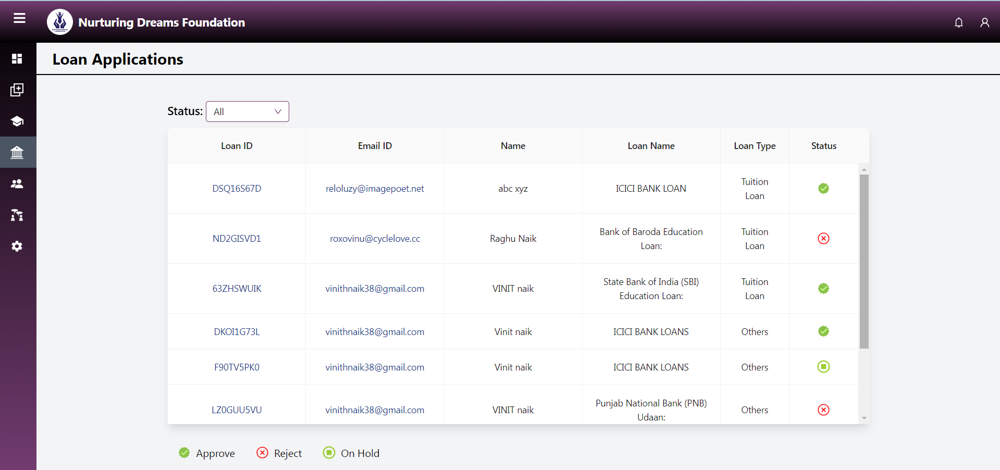 Nurturing Dreams Foundation
Loan Applications
Status: All
Loan ID Email ID Name Loan Name Loan Type Status
DSQ16S67D reloluzy@imagepoet.net abc xyz ICICI BANK LOAN Tuition
Loan
ND2GISVD1 roxovinu@cyclelove.cc Raghu Naik Bank of Baroda Education
Loan: Tuition
Loan
63ZHSWUIK vinithnaik38@gmail.com VINIT naik State Bank of India (SBI)
Education Loan: Tuition
Loan
DKOI1G73L vinithnaik38@gmail.com Vinit naik ICICI BANK LOANS Others
F90TV5PK0 vinithnaik38@gmail.com Vinit naik ICICI BANK LOANS Others
LZ0GUU5VU vinithnaik38@gmail.com VINIT naik Punjab National Bank (PNB)
Udaan: Others
Approve Reject On Hold